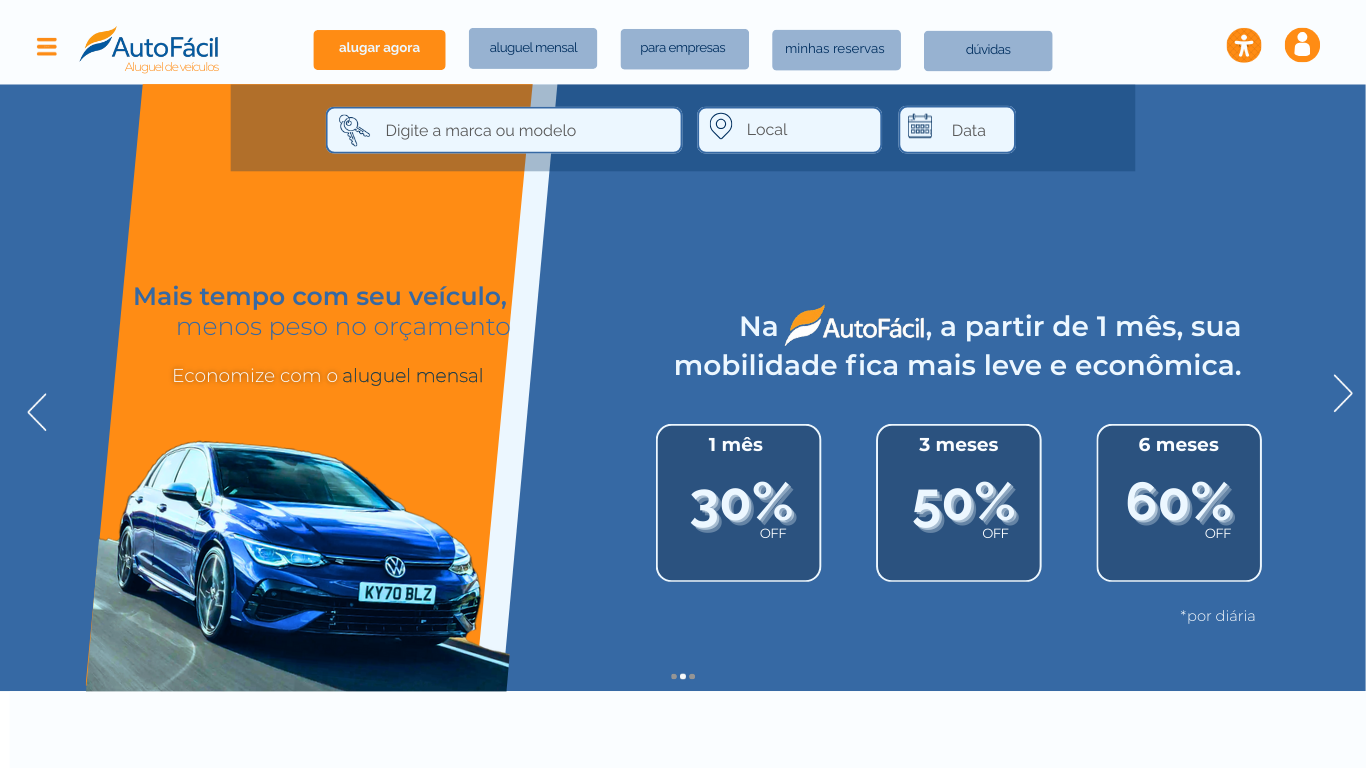 AutoFácil
Aluguel de veículos
alugar agora
aluguel mensal
para empresas
minhas reservas
dúvidas
Digite a marca ou modelo
Local
Data
Mais tempo com seu veículo,
menos peso no orçamento
Economize com o aluguel mensal
KY70 BLZ
Na AutoFácil, a partir de 1 mês, sua
mobilidade fica mais leve e econômica.
1 mês
30%
OFF
3 meses
50%
OFF
6 meses
60%
OFF
*por diária